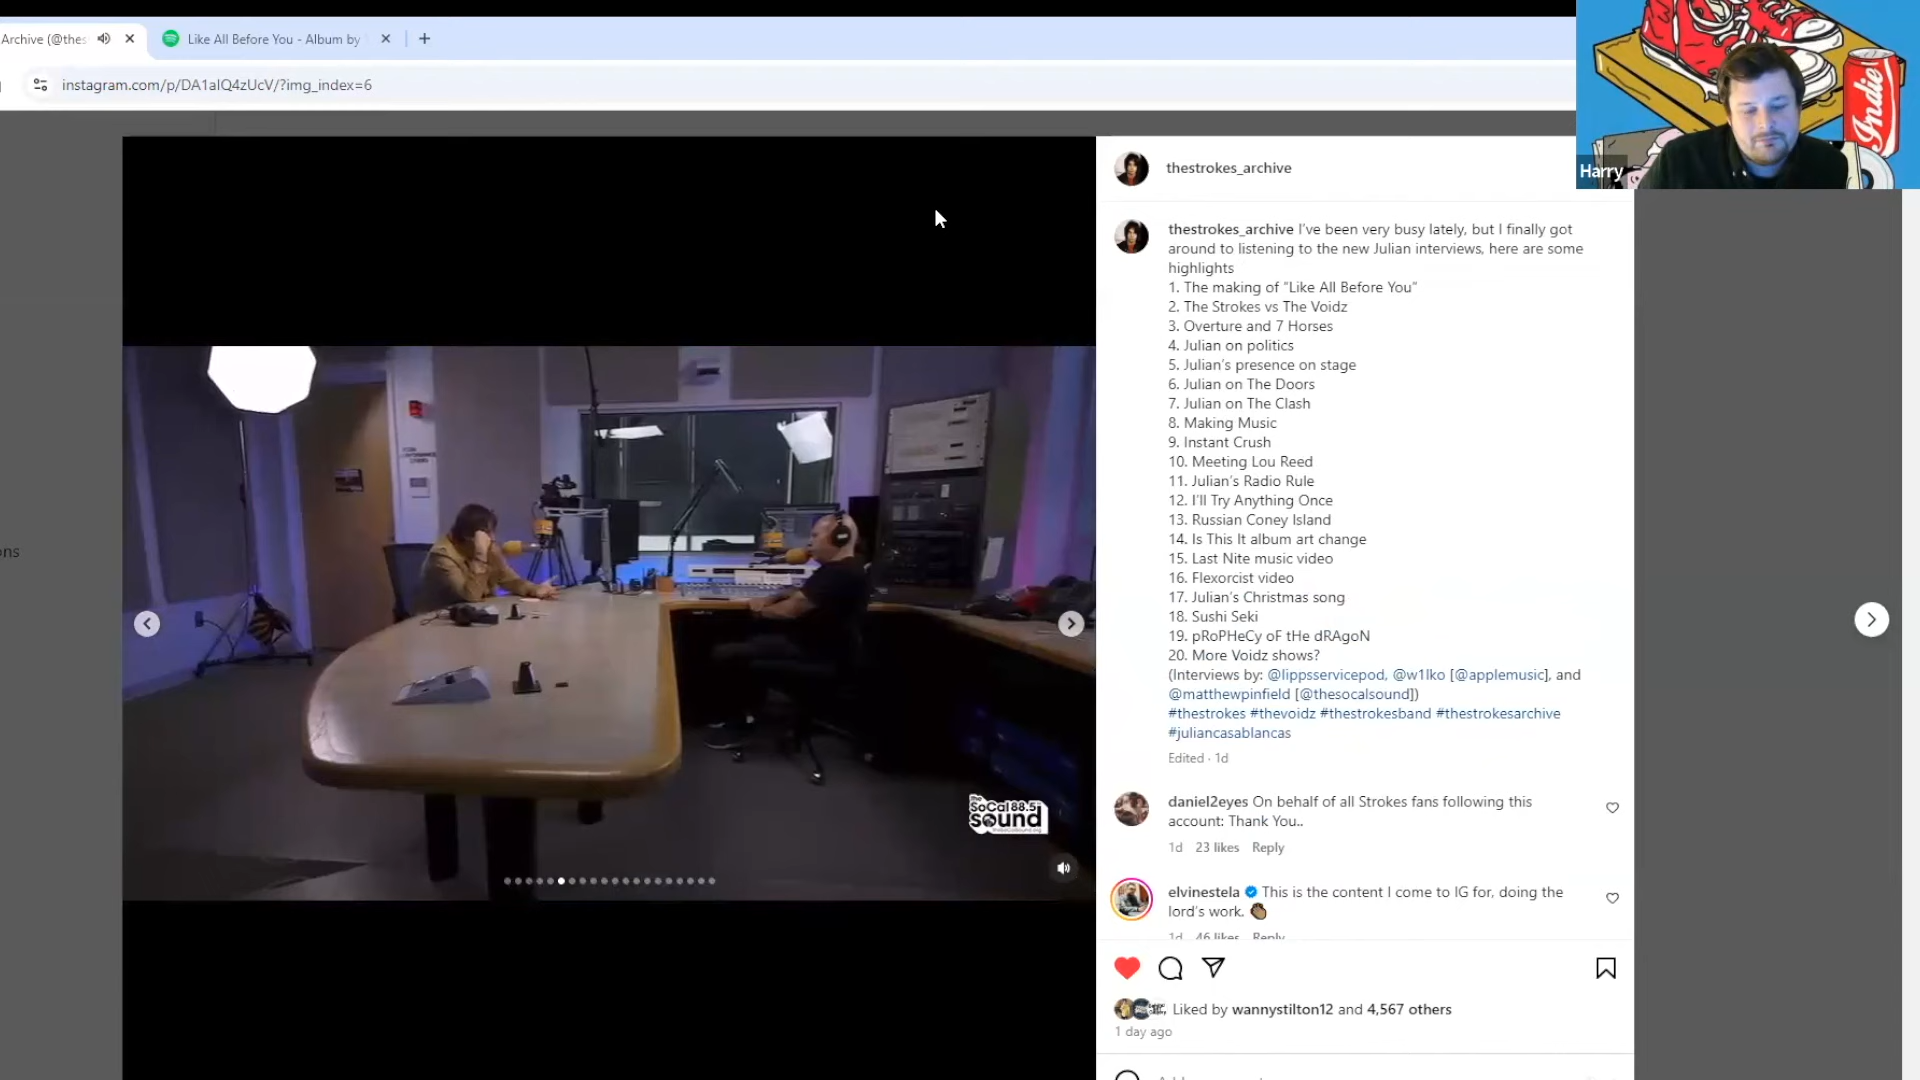 Archive (@thes
Like All Before You - Album by
instagram.com/p/DA1alQ4zUcV/?img_index=6
Indie!
Harry
thestrokes_archive
thestrokes_archive I've been very busy lately, but I finally got
around to listening to the new Julian interviews, here are some
highlights
1. The making of "Like All Before You"
2. The Strokes vs The Voidz
3. Overture and 7 Horses
4. Julian on politics
5. Julian's presence on stage
6. Julian on The Doors
7. Julian on The Clash
8. Making Music
9. Instant Crush
10. Meeting Lou Reed
11. Julian's Radio Rule
12. I'll Try Anything Once
13. Russian Coney Island
14. Is This It album art change
15. Last Nite music video
16. Flexorcist video
17. Julian's Christmas song
18. Sushi Seki
19. pRoPHeCy oF tHe dRAgoN
20. More Voidz shows?
(Interviews by: @lippsservicepod, @w1lko [@applemusic], and
@matthewpinfield [@thesocalsound])
#thestrokes #thevoidz #thestrokesband #thestrokesarchive
#juliancasablancas
Edited · 1d
daniel2eyes On behalf of all Strokes fans following this
account: Thank You..
1d 23 likes Reply
elvinestela This is the content I come to IG for, doing the
lord's work.
1d 46 likes Reply
Liked by wannystilton12 and 4,567 others
1 day ago
ons
the
SoCal 88.5
sound